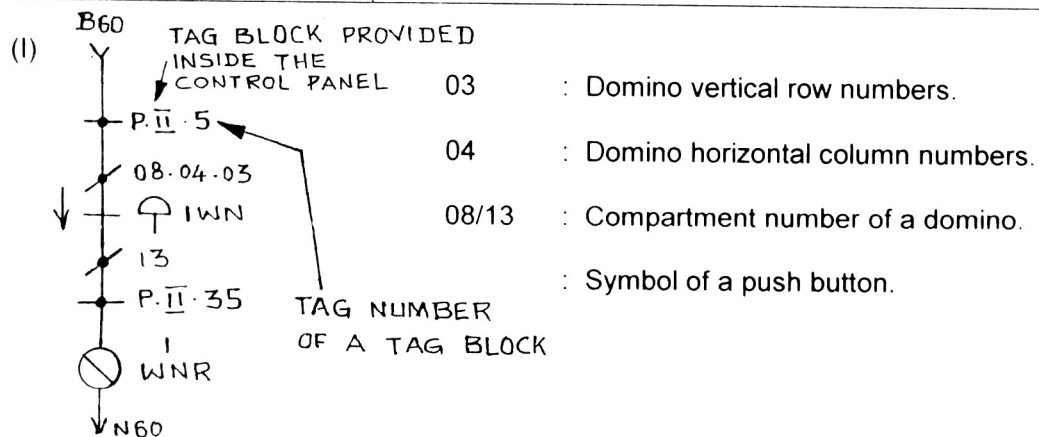 (I)
B60
TAG BLOCK PROVIDED
INSIDE THE
CONTROL PANEL
P.II.5
08.04.03
1WN
13
P.II.35
1
WNR
N60
TAG NUMBER
OF A TAG BLOCK
03 : Domino vertical row numbers.
04 : Domino horizontal column numbers.
08/13 : Compartment number of a domino.
: Symbol of a push button.